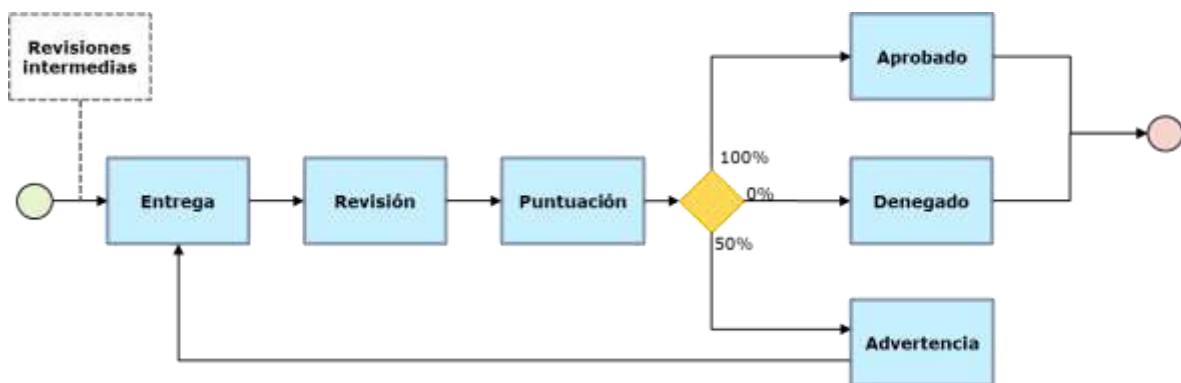 Revisiones
intermedias
Aprobado
100%
Entrega
Revisión
Puntuación
0%
Denegado
50%
Advertencia